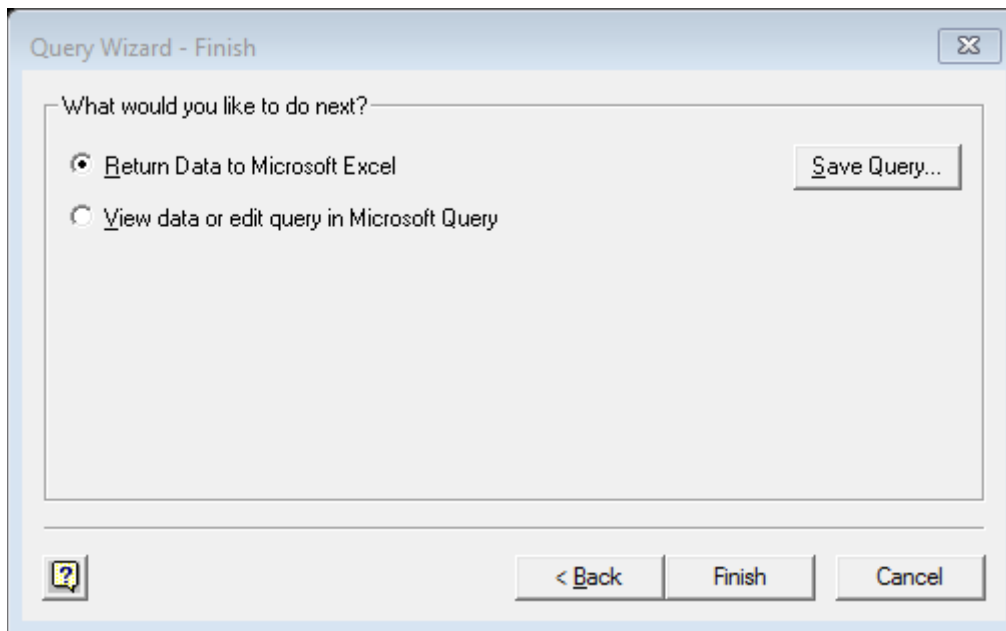 Query Wizard - Finish
What would you like to do next?
Return Data to Microsoft Excel
Save Query...
View data or edit query in Microsoft Query
?
< Back
Finish
Cancel